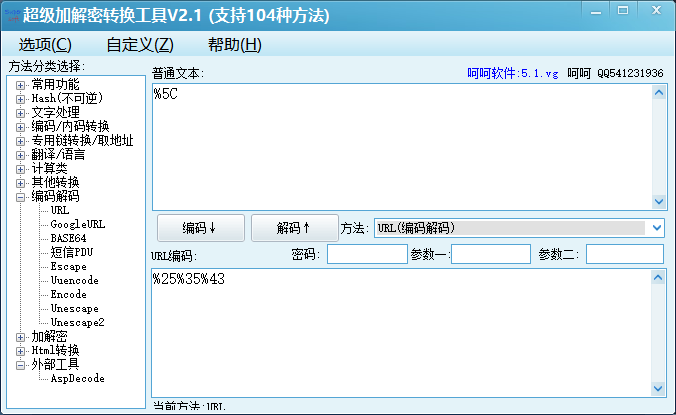 超级加解密转换工具V2.1 (支持104种方法)
选项(C) 自定义(Z) 帮助(H)
方法分类选择:
常用功能
Hash(不可逆)
文字处理
编码/内码转换
专用链转换/取地址
翻译/语言
计算类
其他转换
编码解码
URL
GoogleURL
BASE64
短信PDU
Escape
Uuencode
Encode
Unescape
Unescape2
加解密
Html转换
外部工具
AspDecode
普通文本: 呵呵软件:5.1.vg 呵呵 QQ541231936
%5C
编码↓ 解码↑ 方法: URL(编码解码)
URL编码: 密码: 参数一: 参数二:
%25%35%43
当前方法:URL